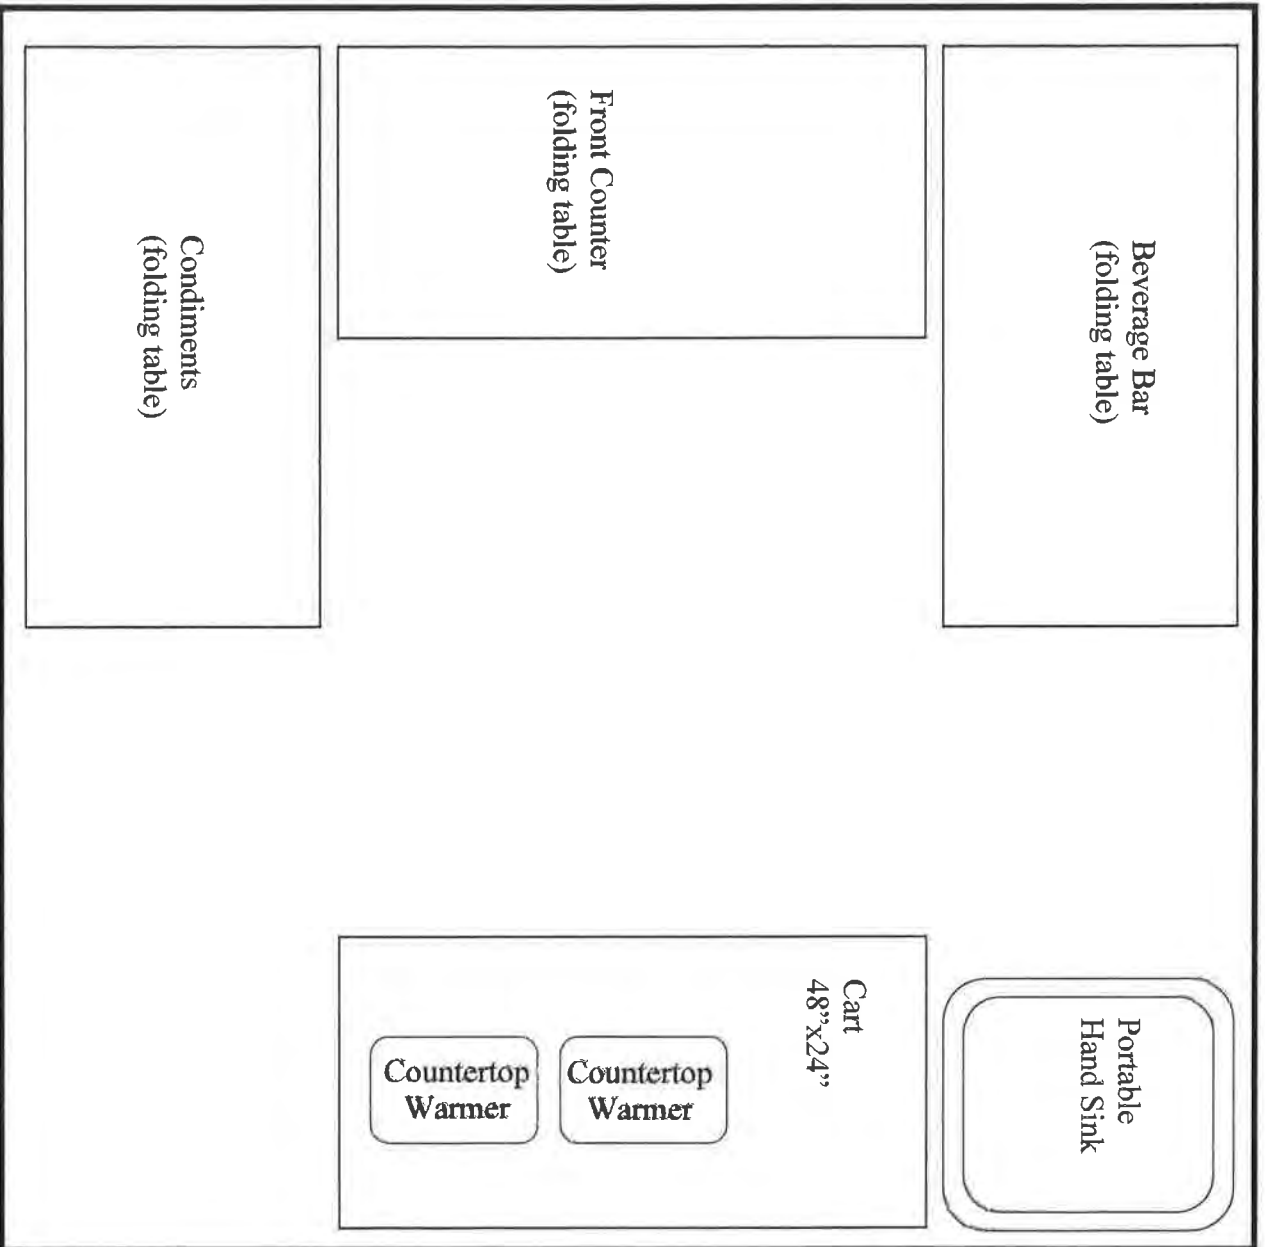 Condiments
(folding table)
Front Counter
(folding table)
Beverage Bar
(folding table)
Cart
48”x24”
Countertop
Warmer
Countertop
Warmer
Portable
Hand Sink